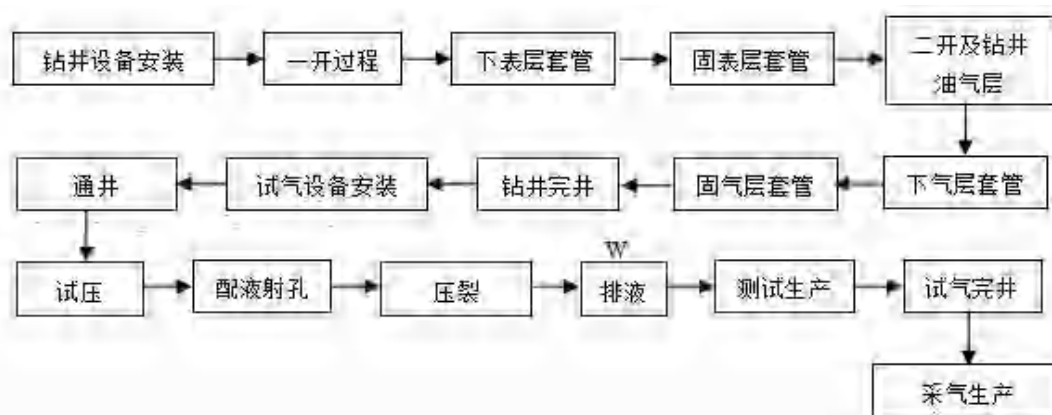 钻井设备安装
一开过程
下表层套管
固表层套管
二开及钻井
油气层
下气层套管
固气层套管
钻井完井
试气设备安装
通井
试压
配液射孔
压裂
W
排液
测试生产
试气完井
采气生产